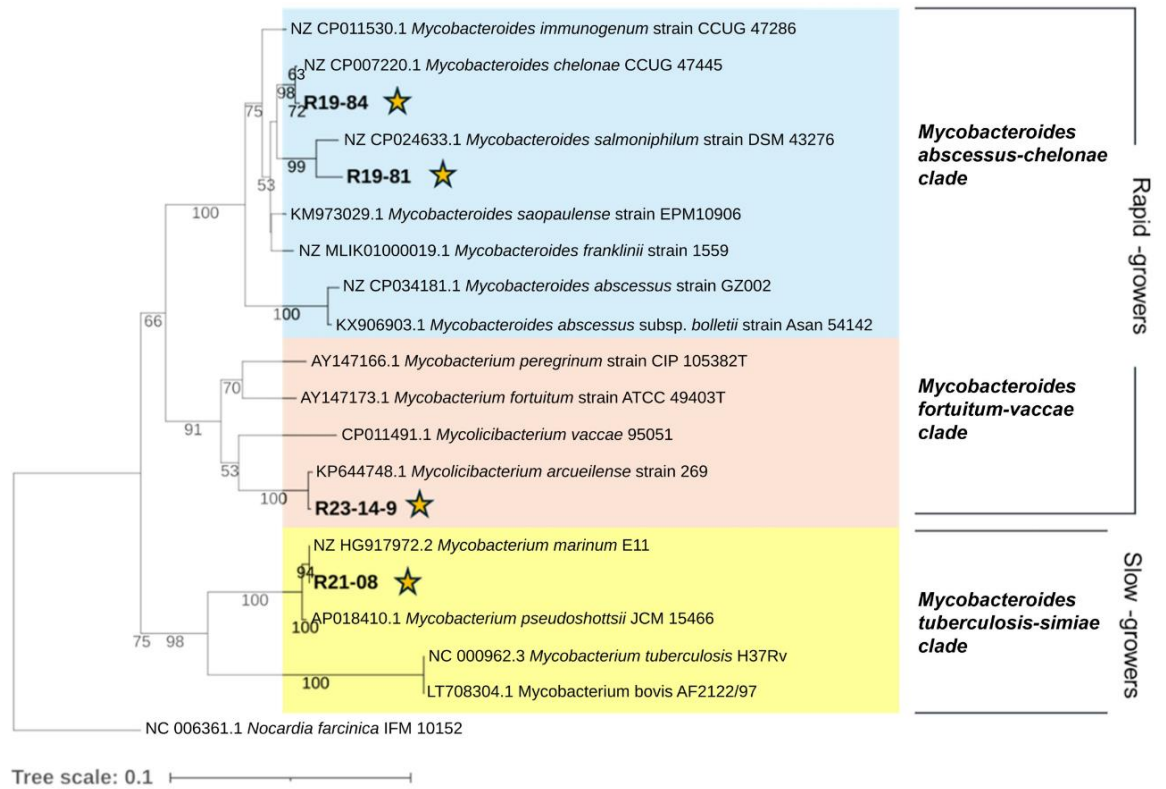 NZ CP011530.1 Mycobacteroides immunogenum strain CCUG 47286
63
NZ CP007220.1 Mycobacteroides chelonae CCUG 47445
98
75
72
R19-84
NZ CP024633.1 Mycobacteroides salmoniphilum strain DSM 43276
99
R19-81
53
KM973029.1 Mycobacteroides saopaulense strain EPM10906
100
NZ MLIK01000019.1 Mycobacteroides franklinii strain 1559
NZ CP034181.1 Mycobacteroides abscessus strain GZ002
100
KX906903.1 Mycobacteroides abscessus subsp. bolletii strain Asan 54142
66
AY147166.1 Mycobacterium peregrinum strain CIP 105382T
70
AY147173.1 Mycobacterium fortuitum strain ATCC 49403T
91
CP011491.1 Mycolicibacterium vaccae 95051
53
KP644748.1 Mycolicibacterium arcueilense strain 269
100
R23-14-9
NZ HG917972.2 Mycobacterium marinum E11
94
R21-08
100
AP018410.1 Mycobacterium pseudoshottsii JCM 15466
100
75 98
NC 000962.3 Mycobacterium tuberculosis H37Rv
100
LT708304.1 Mycobacterium bovis AF2122/97
NC 006361.1 Nocardia farcinica IFM 10152
Tree scale: 0.1
Mycobacteroides
abscessus-chelonae
clade
Mycobacteroides
fortuitum-vaccae
clade
Mycobacteroides
tuberculosis-simiae
clade
Rapid -growers
Slow -growers